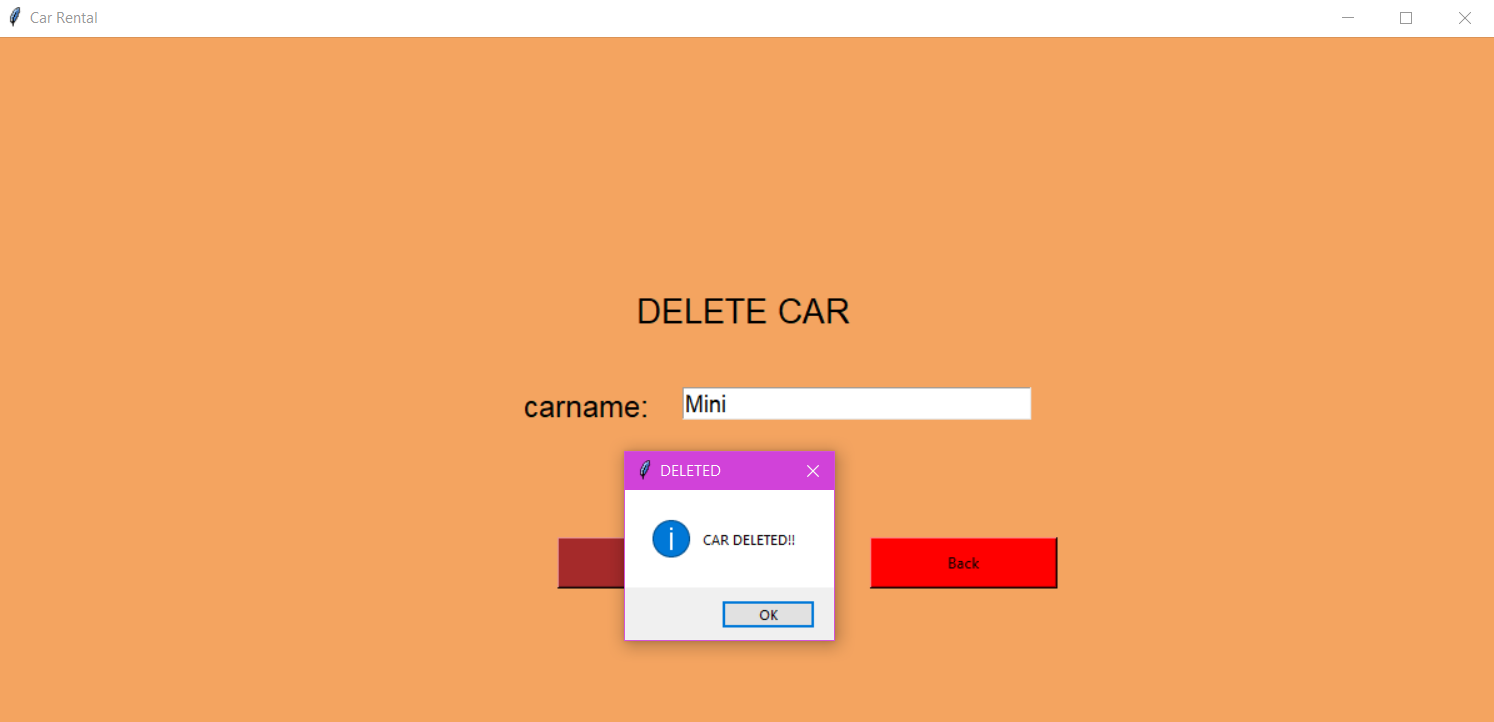 Car Rental
DELETE CAR
carname: Mini
DELETED
CAR DELETED!!
OK
Back